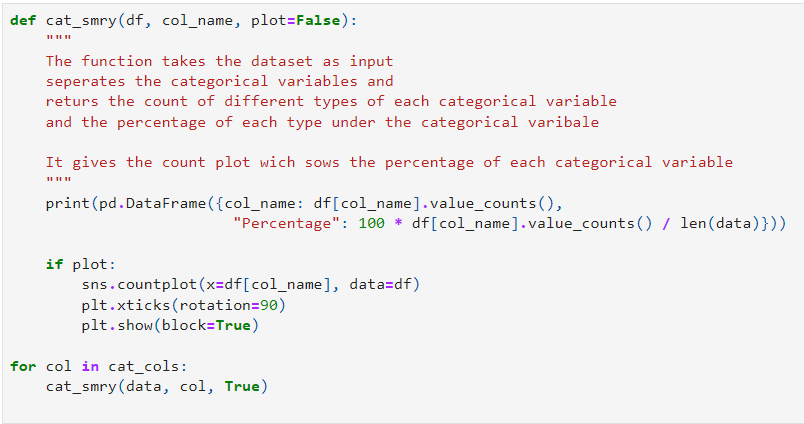 def cat_smry(df, col_name, plot=False):
    """
    The function takes the dataset as input
    seperates the categorical variables and
    returs the count of different types of each categorical variable
    and the percentage of each type under the categorical varibale

    It gives the count plot wich sows the percentage of each categorical variable
    """
    print(pd.DataFrame({col_name: df[col_name].value_counts(),
                        "Percentage": 100 * df[col_name].value_counts() / len(data)}))

    if plot:
        sns.countplot(x=df[col_name], data=df)
        plt.xticks(rotation=90)
        plt.show(block=True)

for col in cat_cols:
    cat_smry(data, col, True)